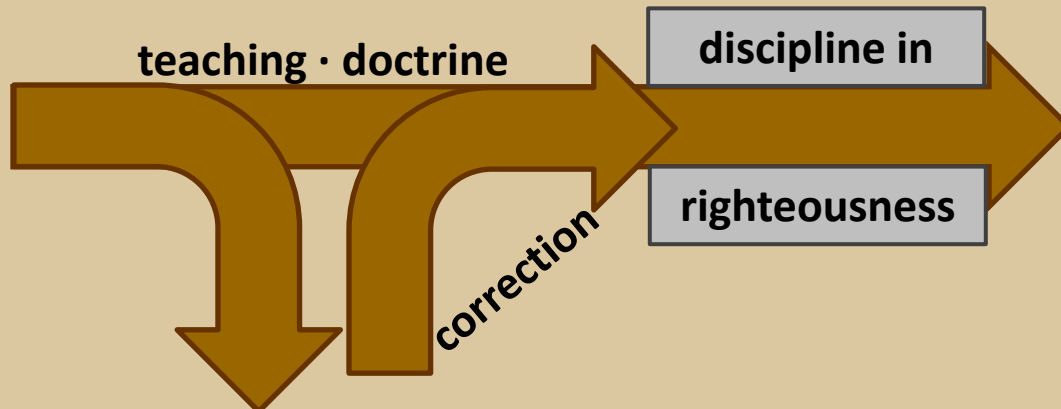 teaching · doctrine
correction
discipline in
righteousness